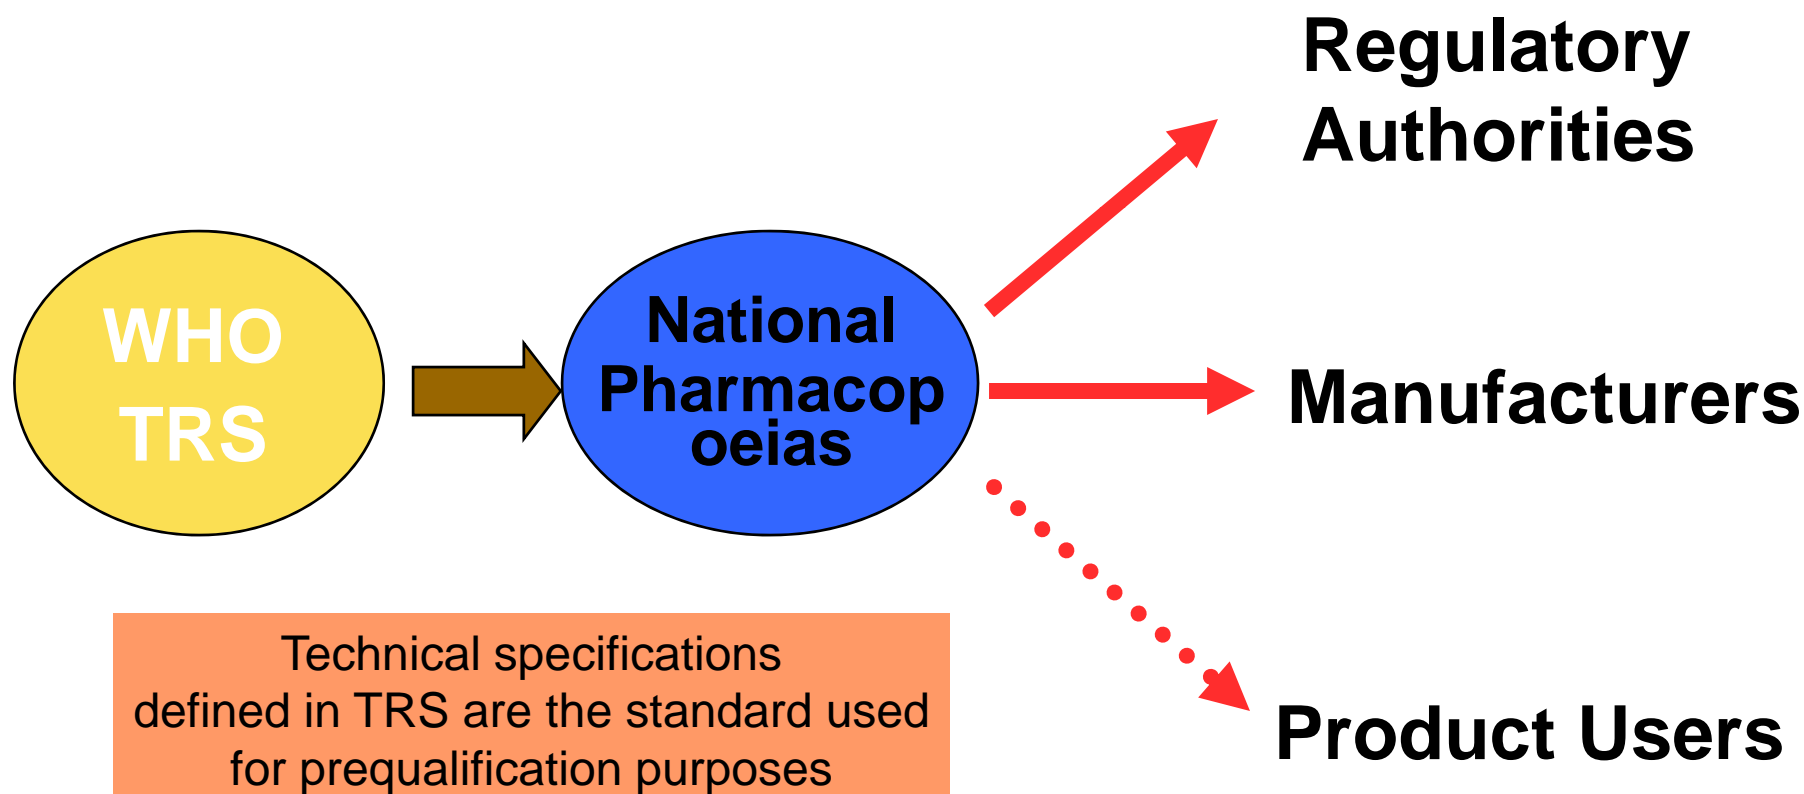 Regulatory
Authorities
WHO
TRS
National
Pharmacop
oeias
Manufacturers
Technical specifications
defined in TRS are the standard used
for prequalification purposes
Product Users